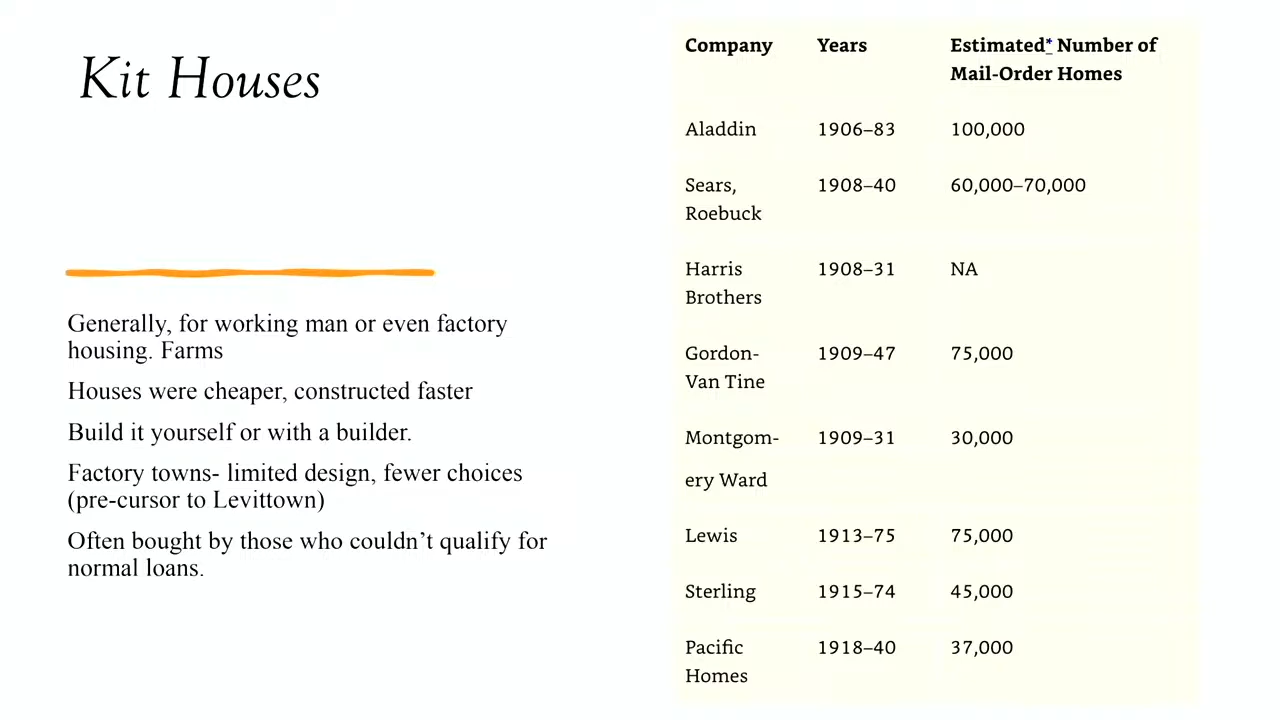 Kit Houses
Generally, for working man or even factory
housing. Farms
Houses were cheaper, constructed faster
Build it yourself or with a builder.
Factory towns- limited design, fewer choices
(pre-cursor to Levittown)
Often bought by those who couldn’t qualify for
normal loans.
Company Years Estimated* Number of
Mail-Order Homes
Aladdin 1906–83 100,000
Sears, 1908–40 60,000–70,000
Roebuck
Harris 1908–31 NA
Brothers
Gordon- 1909–47 75,000
Van Tine
Montgom- 1909–31 30,000
ery Ward
Lewis 1913–75 75,000
Sterling 1915–74 45,000
Pacific 1918–40 37,000
Homes